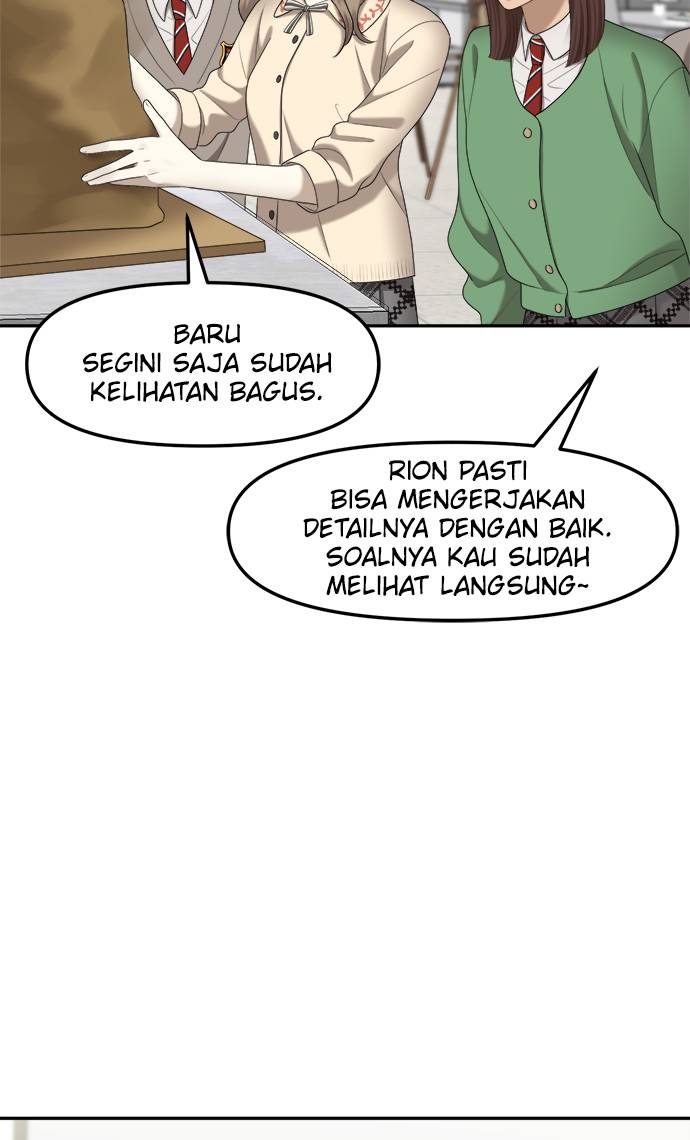 BARU
SEGINI SAJA SUDAH
KELIHATAN BAGUS.
RION PASTI
BISA MENGERJAKAN
DETAILNYA DENGAN BAIK.
SOALNYA KAU SUDAH
MELIHAT LANGSUNG~